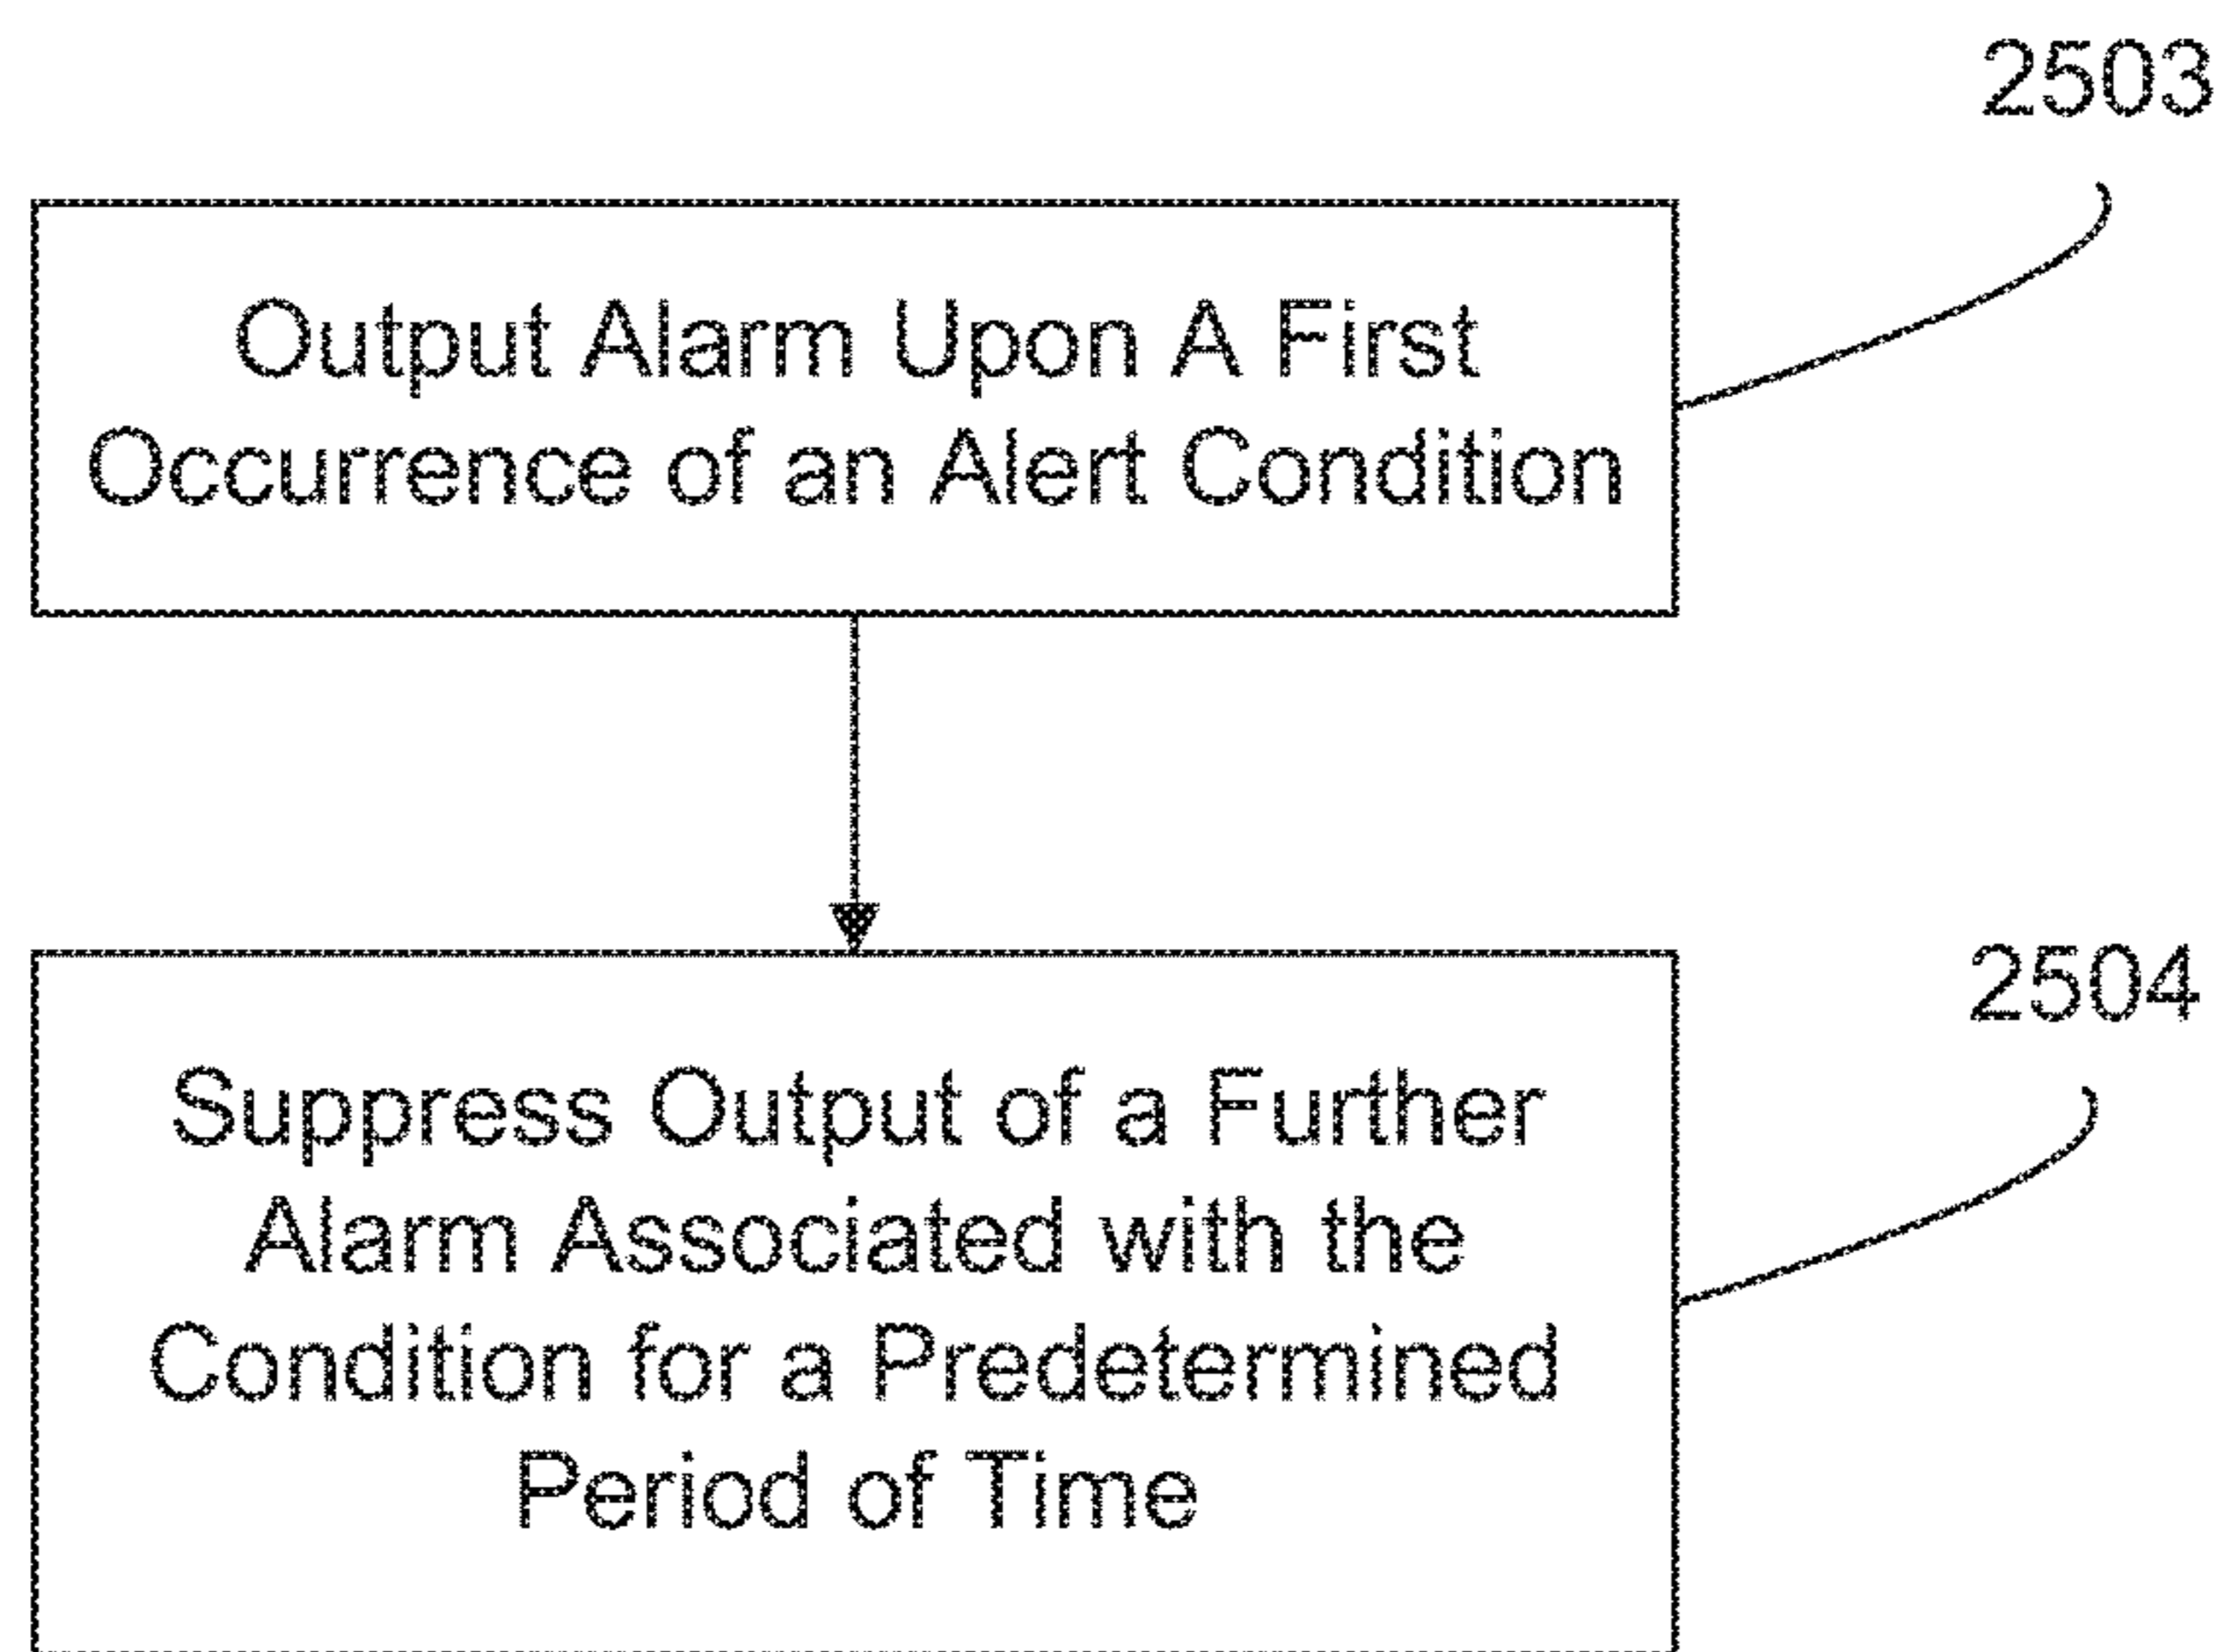 2503
Output Alarm Upon A First
Occurrence of an Alert Condition
2504
Suppress Output of a Further
Alarm Associated with the
Condition for a Predetermined
Period of Time